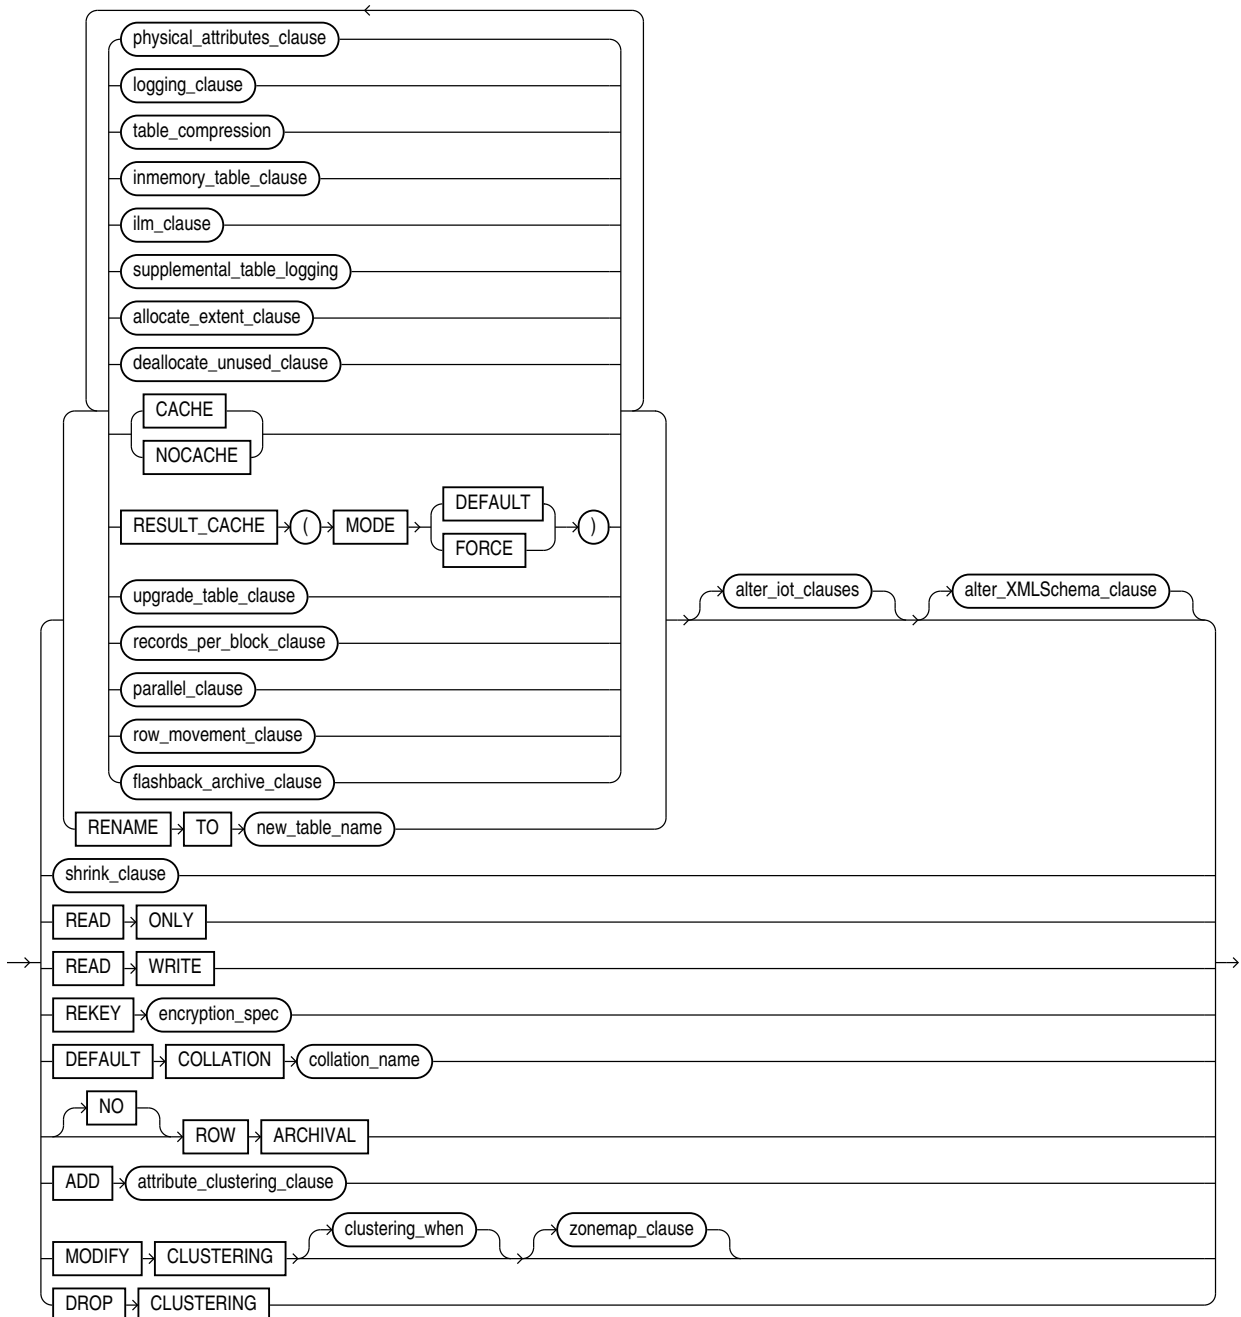 physical_attributes_clause
logging_clause
table_compression
inmemory_table_clause
ilm_clause
supplemental_table_logging
allocate_extent_clause
deallocate_unused_clause
CACHE
NOCACHE
DEFAULT
RESULT_CACHE ( MODE )
FORCE
upgrade_table_clause
alter_iot_clauses alter_XMLSchema_clause
records_per_block_clause
parallel_clause
row_movement_clause
flashback_archive_clause
RENAME TO new_table_name
shrink_clause
READ ONLY
READ WRITE
REKEY encryption_spec
DEFAULT COLLATION collation_name
NO
ROW ARCHIVAL
ADD attribute_clustering_clause
clustering_when zonemap_clause
MODIFY CLUSTERING
DROP CLUSTERING